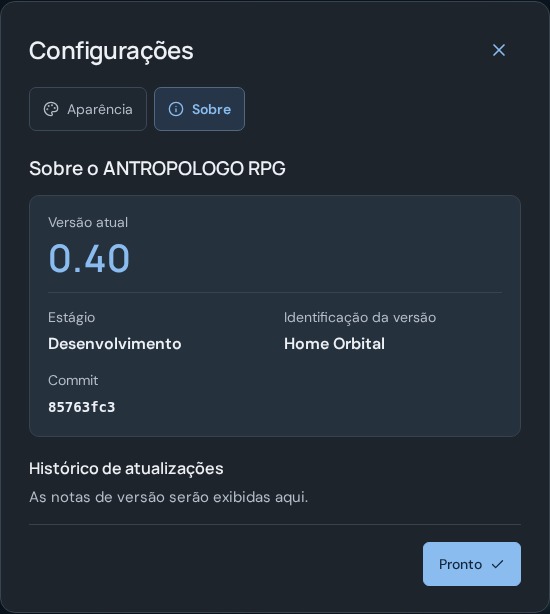 Configurações
Aparência
Sobre
Sobre o ANTROPOLOGO RPG
Versão atual
0.40
Estágio
Identificação da versão
Desenvolvimento
Home Orbital
Commit
85763fc3
Histórico de atualizações
As notas de versão serão exibidas aqui.
Pronto